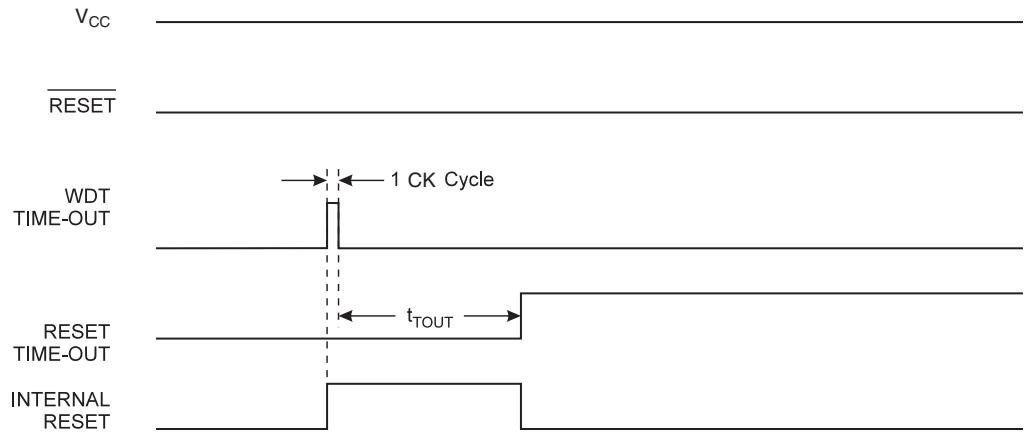 VCC
RESET
1 CK Cycle
WDT
TIME-OUT
tTOUT
RESET
TIME-OUT
INTERNAL
RESET